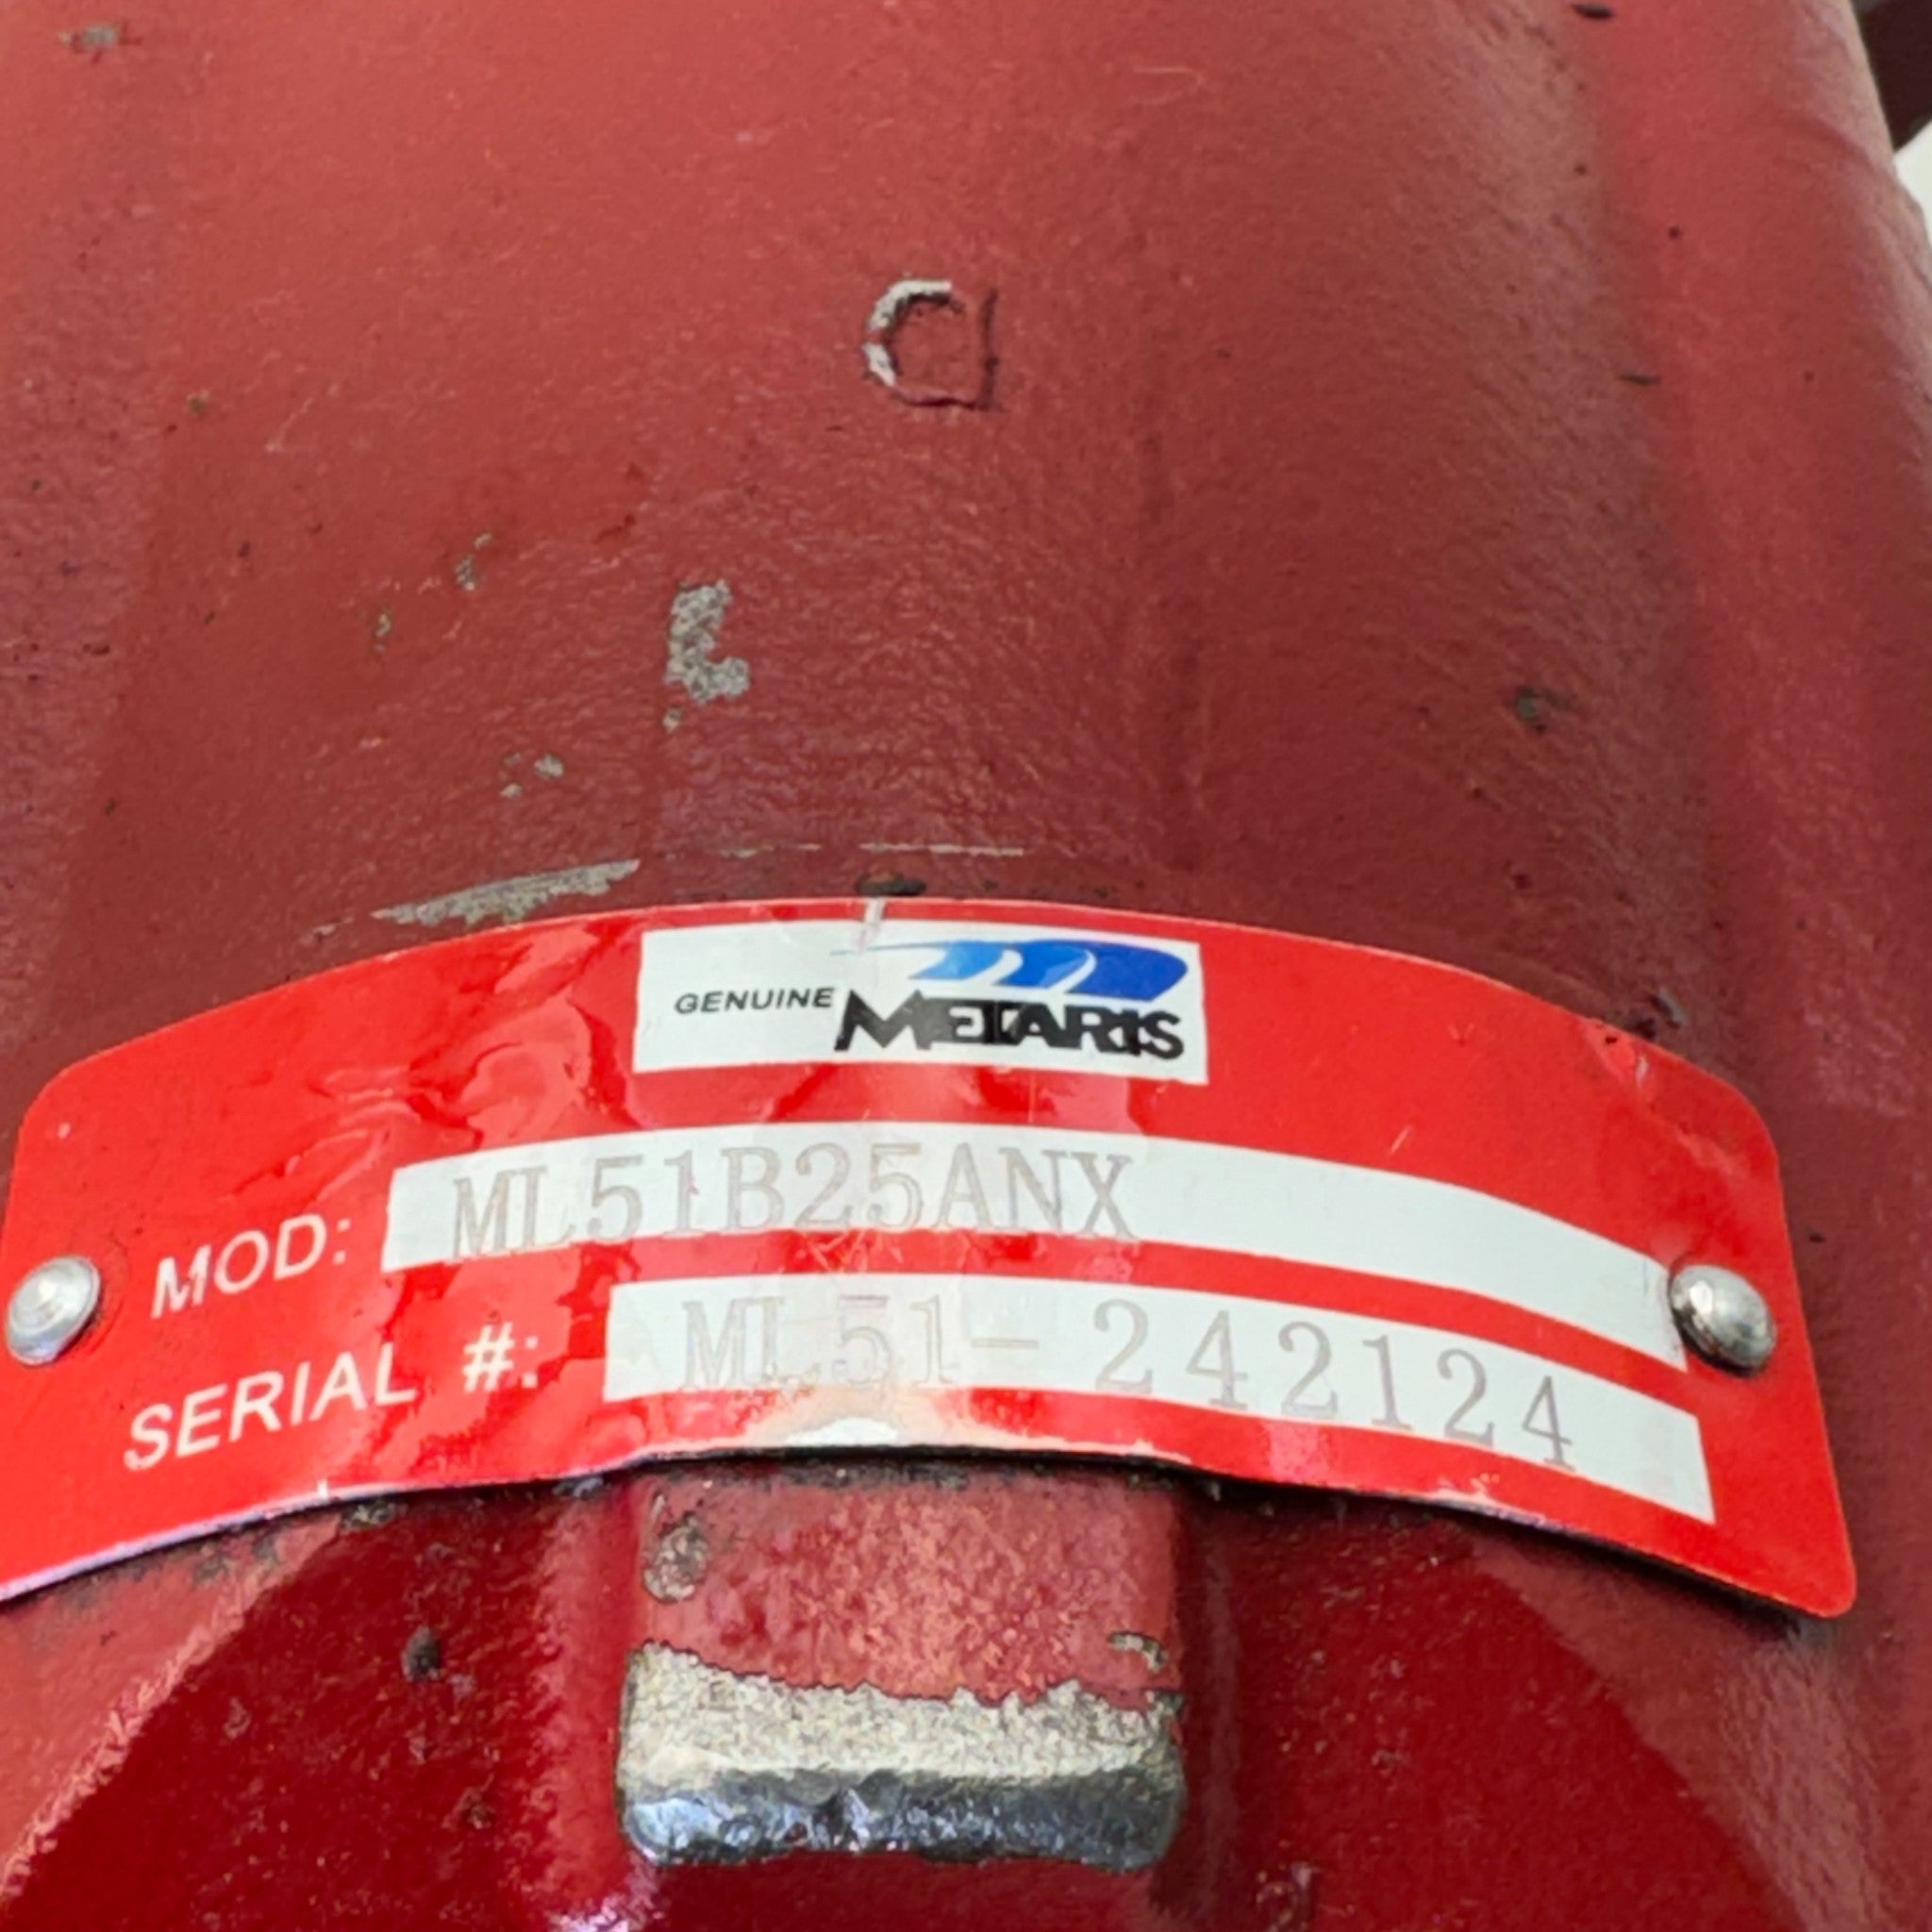 D
GENUINE METARIS
MOD: ML51B25ANX
SERIAL #: ML51-242124